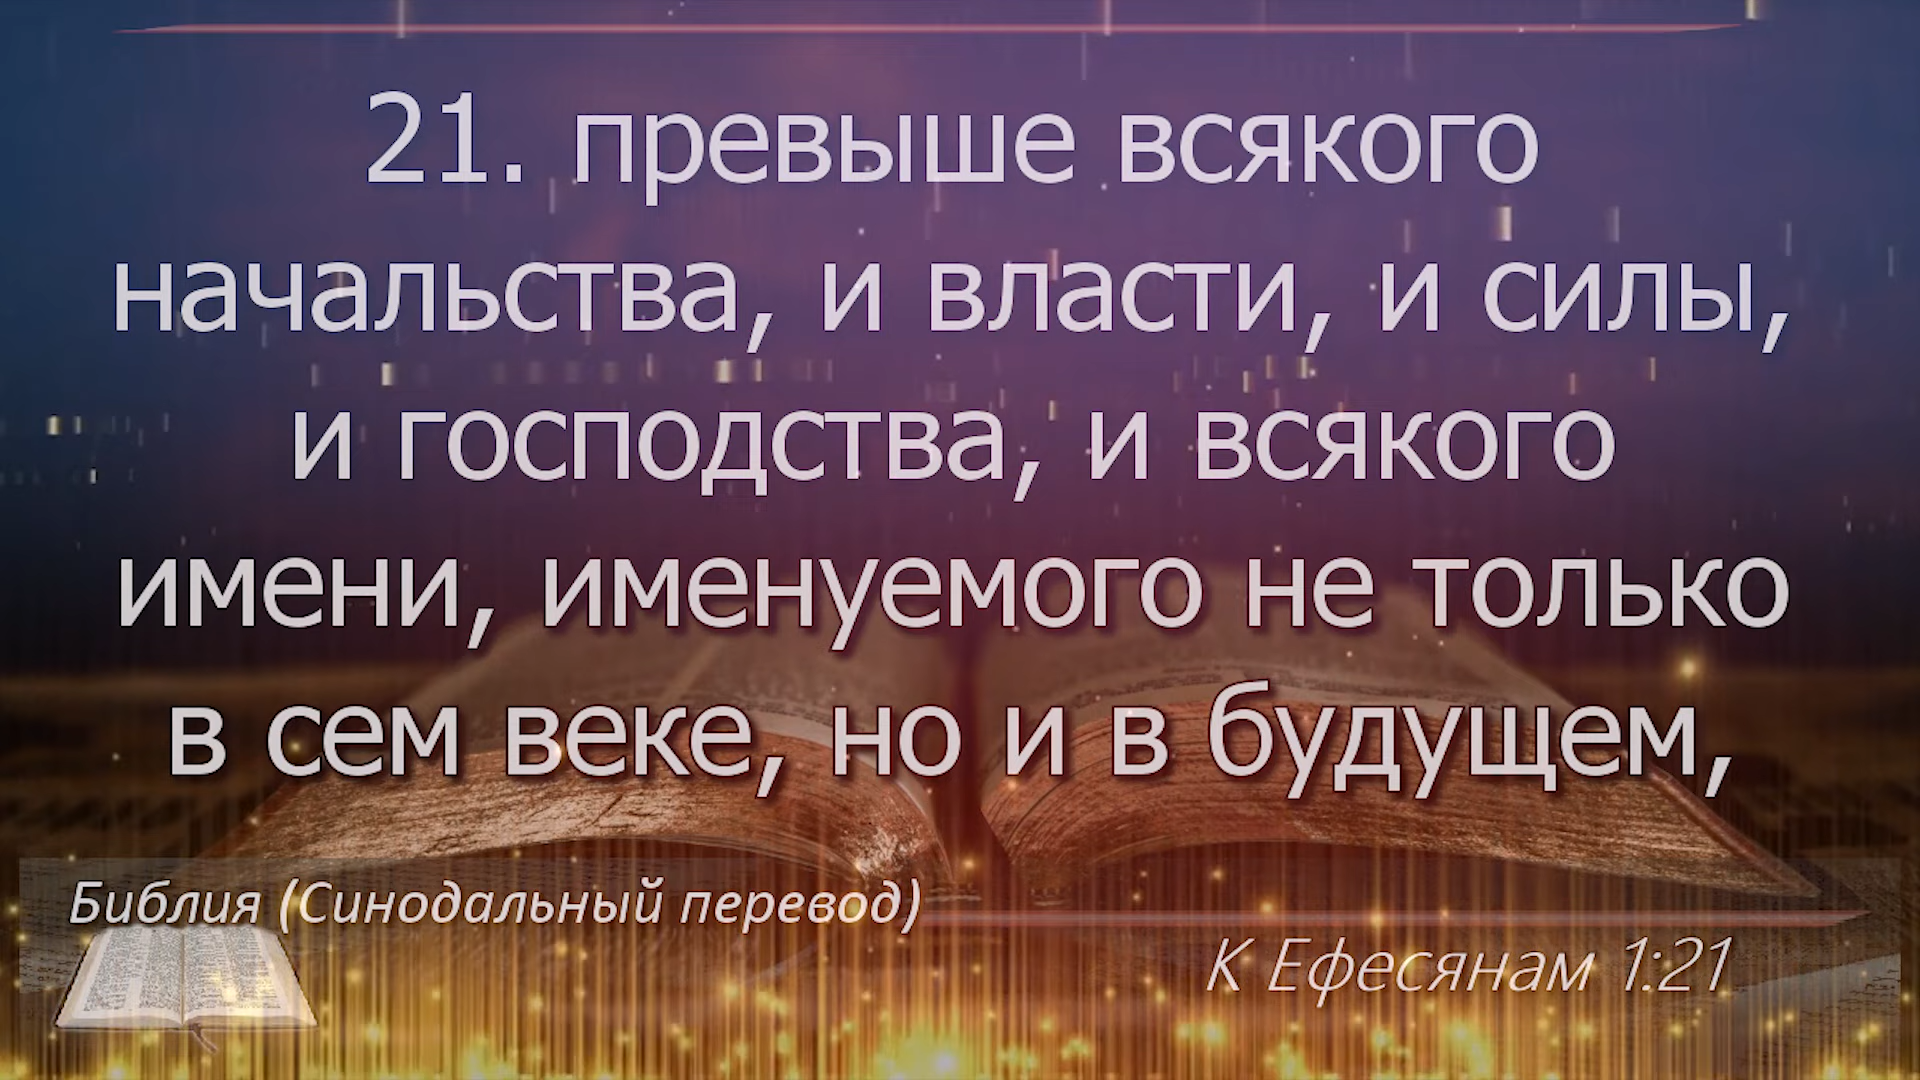 21. превыше всякого
начальства, и власти, и силы,
и господства, и всякого
имени, именуемого не только
в сем веке, но и в будущем,
Библия (Синодальный перевод)
К Ефесянам 1:21